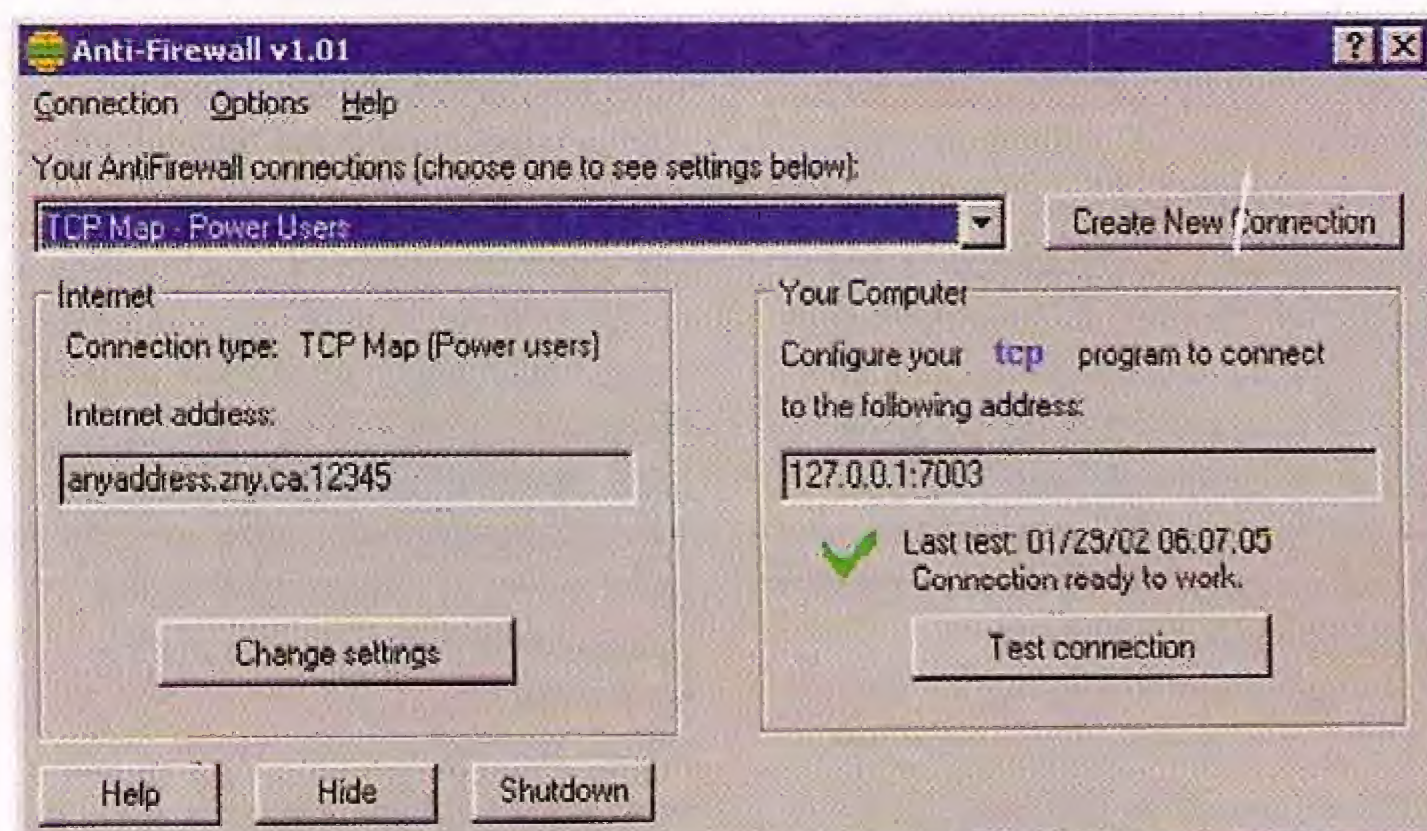 Anti-Firewall v1.01
Connection Options Help
Your AntiFirewall connections (choose one to see settings below):
TCP Map - Power Users
Create New Connection
Internet
Connection type: TCP Map (Power users)
Internet address:
anyaddress.zny.ca:12345
Change settings
Your Computer
Configure your tcp program to connect
to the following address:
127.0.0.1:7003
Last test: 01/29/02 06:07:05
Connection ready to work.
Test connection
Help
Hide
Shutdown